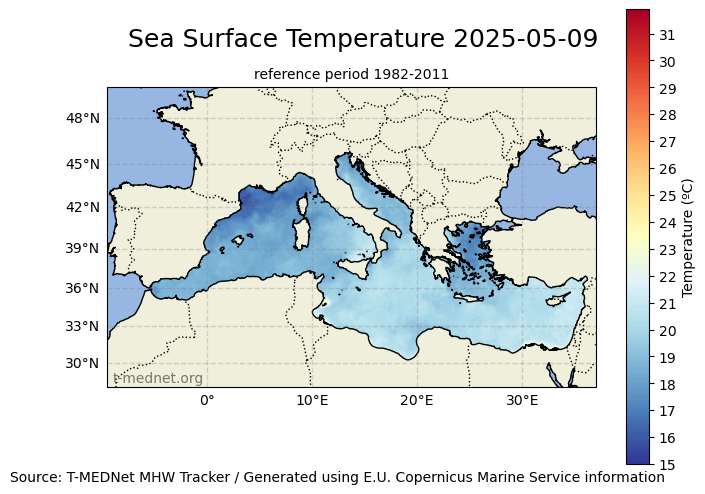 Sea Surface Temperature 2025-05-09
reference period 1982-2011
48°N
45°N
42°N
39°N
36°N
33°N
30°N
0°
10°E
20°E
30°E
t-mednet.org
31
30
29
28
27
26
25
24
23
22
21
20
19
18
17
16
15
Temperature (ºC)
Source: T-MEDNet MHW Tracker / Generated using E.U. Copernicus Marine Service information